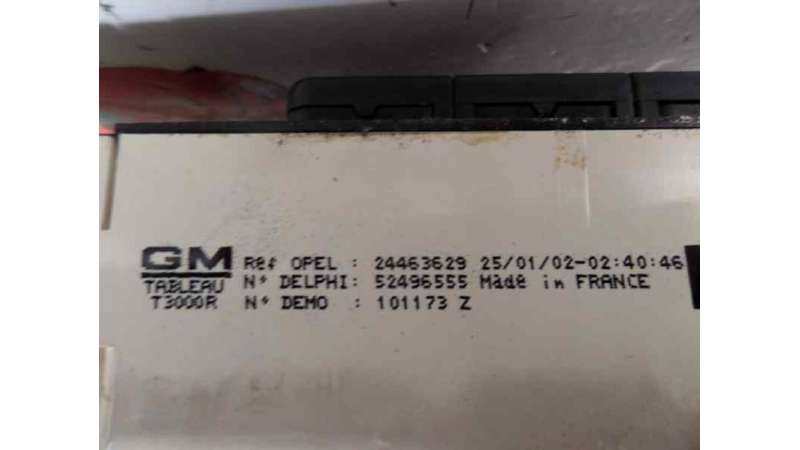 GM Ref OPEL : 24463629 25/01/02-02:40:46
TABLEAU N° DELPHI: 52496555 Made in FRANCE
T3000R N° DEMO : 101173 Z